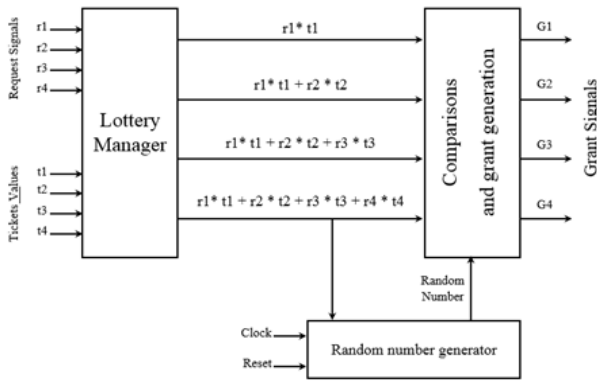 Request Signals
r1
r2
r3
r4
Tickets Values
t1
t2
t3
t4
Lottery
Manager
r1* t1
r1* t1 + r2 * t2
r1* t1 + r2 * t2 + r3 * t3
r1* t1 + r2 * t2 + r3 * t3 + r4 * t4
Comparisons
and grant generation
G1
G2
G3
G4
Grant Signals
Random
Number
Clock
Reset
Random number generator